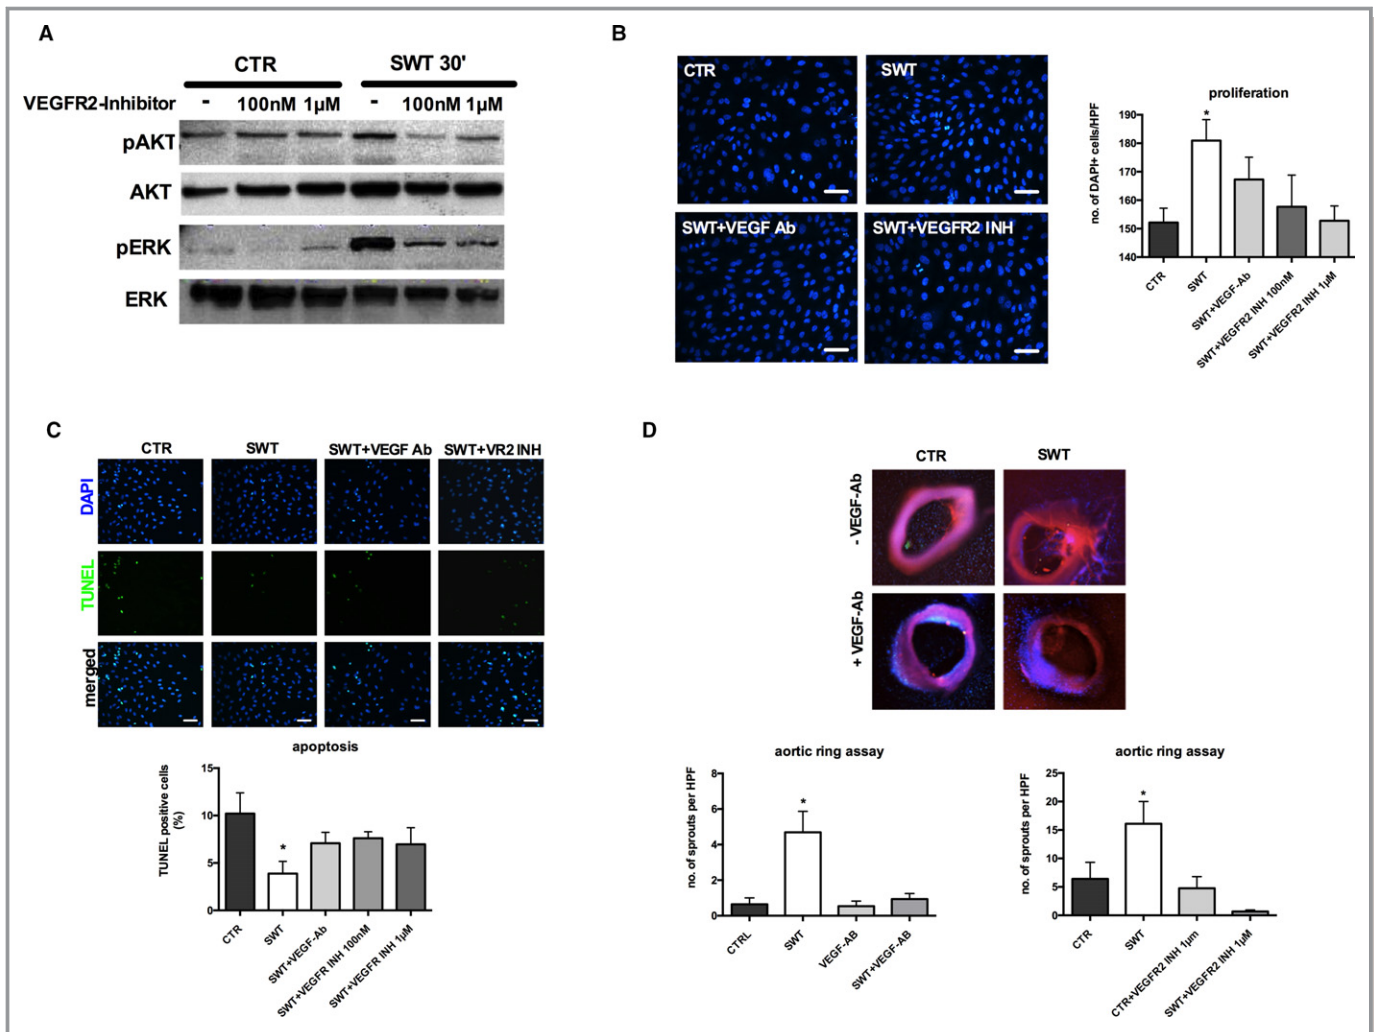 A
CTR SWT 30'
VEGFR2-Inhibitor - 100nM 1µM - 100nM 1µM
pAKT
AKT
pERK
ERK
B
CTR
SWT
SWT+VEGF Ab
SWT+VEGFR2 INH
proliferation
no. of DAPI+ cells/HPF
190
180
170
160
150
140
*
CTR
SWT
SWT+VEGF-Ab
SWT+VEGFR2 INH 100nM
SWT+VEGFR2 INH 1µM
C
CTR SWT SWT+VEGF Ab SWT+VR2 INH
DAPI
TUNEL
merged
apoptosis
TUNEL positive cells
(%)
15
10
5
0
*
CTR
SWT
SWT+VEGF-Ab
SWT+VEGFR INH 100nM
SWT+VEGFR INH 1µM
D
CTR SWT
- VEGF-Ab
+ VEGF-Ab
aortic ring assay
no. of sprouts per HPF
8
6
4
2
0
*
CTRL
SWT
VEGF-AB
SWT+VEGF-AB
aortic ring assay
no. of sprouts per HPF
25
20
15
10
5
0
*
CTR
SWT
CTR+VEGFR2 INH 1µm
SWT+VEGFR2 INH 1µM